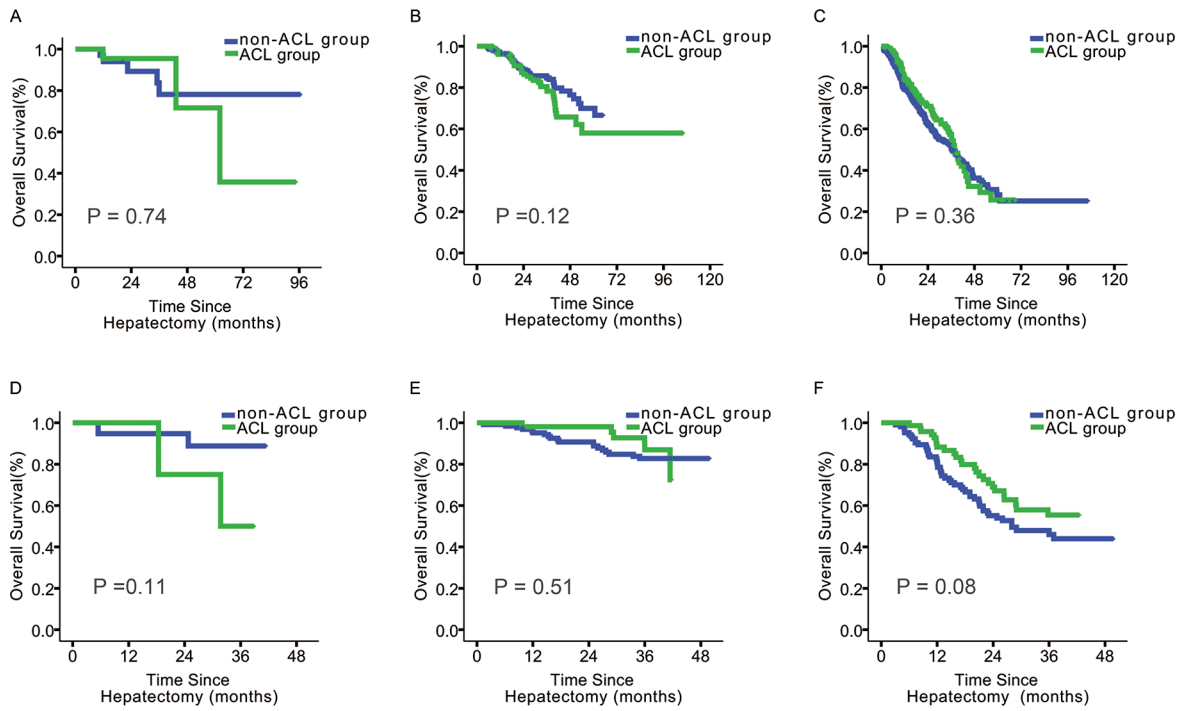 A
non-ACL group
ACL group
Overall Survival(%)
1.0
0.8
0.6
0.4
0.2
0.0
P = 0.74
0 24 48 72 96
Time Since
Hepatectomy (months)
B
non-ACL group
ACL group
Overall Survival(%)
1.0
0.8
0.6
0.4
0.2
0.0
P =0.12
0 24 48 72 96 120
Time Since
Hepatectomy (months)
C
non-ACL group
ACL group
Overall Survival(%)
1.0
0.8
0.6
0.4
0.2
0.0
P = 0.36
0 24 48 72 96 120
Time Since
Hepatectomy (months)
D
non-ACL group
ACL group
Overall Survival(%)
1.0
0.8
0.6
0.4
0.2
0.0
P =0.11
0 12 24 36 48
Time Since
Hepatectomy (months)
E
non-ACL group
ACL group
Overall Survival(%)
1.0
0.8
0.6
0.4
0.2
0.0
P = 0.51
0 12 24 36 48
Time Since
Hepatectomy (months)
F
non-ACL group
ACL group
Overall Survival(%)
1.0
0.8
0.6
0.4
0.2
0.0
P = 0.08
0 12 24 36 48
Time Since
Hepatectomy (months)